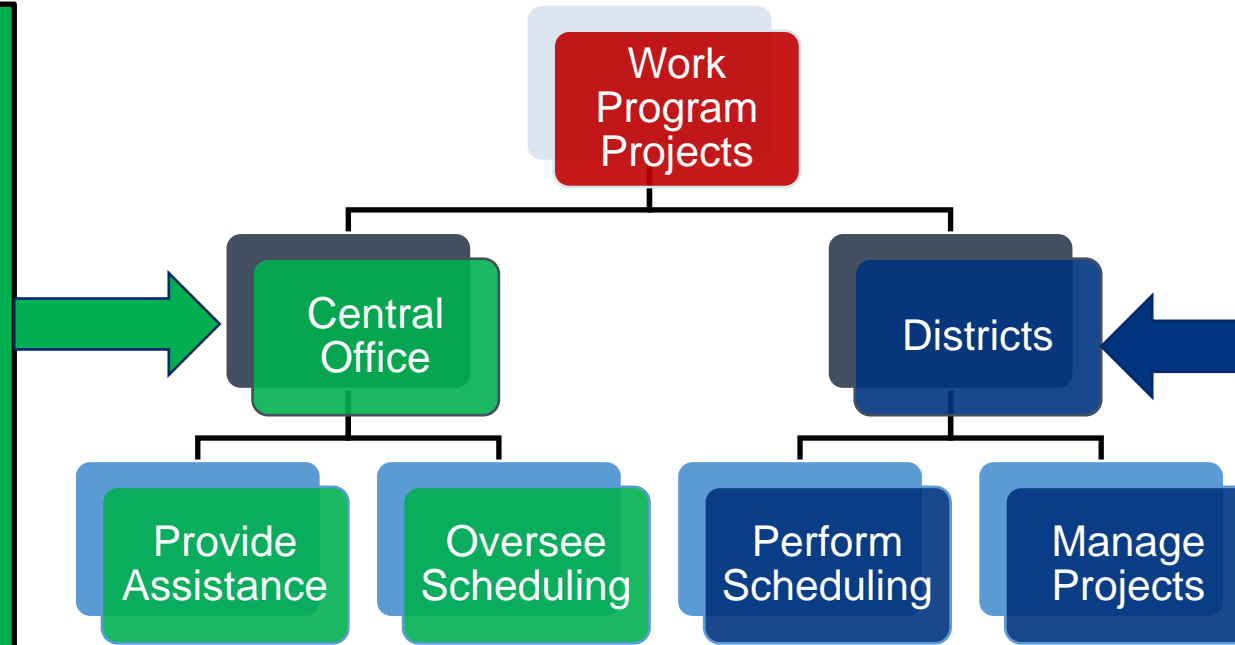 Work
Program
Projects
Central
Office
Districts
Provide
Assistance
Oversee
Scheduling
Perform
Scheduling
Manage
Projects